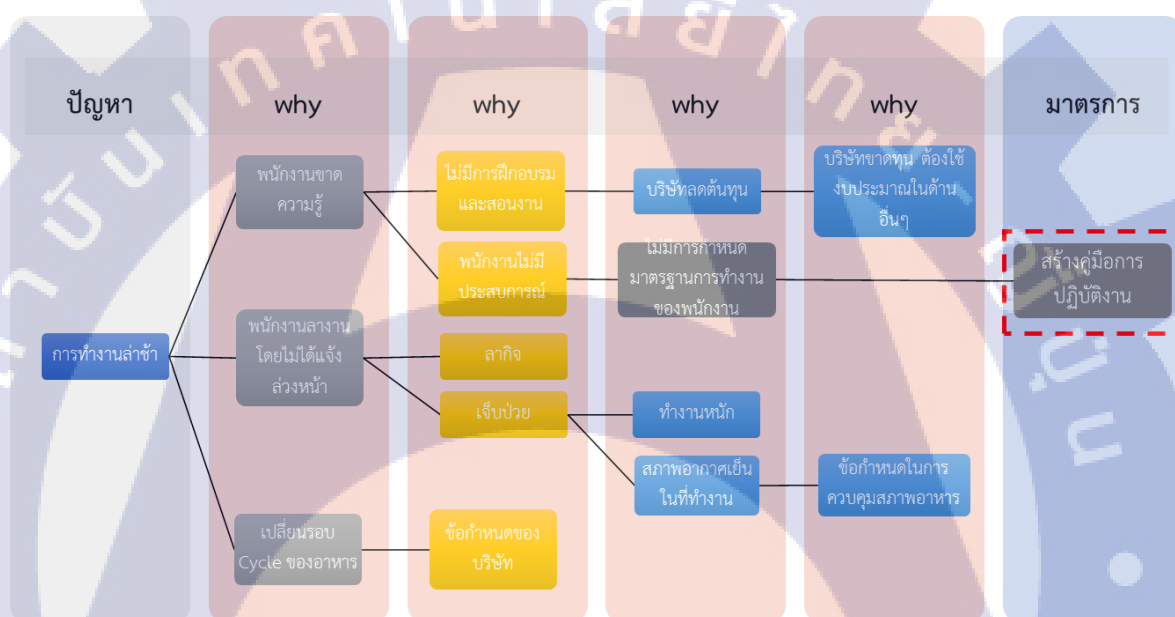 ปัญหา
why
why
why
why
มาตรการ
พนักงานขาด
ความรู้
ไม่มีการฝึกอบรม
และสอนงาน
บริษัทลดต้นทุน
บริษัทขาดทุน ต้องใช้
งบประมาณในด้าน
อื่นๆ
พนักงานไม่มี
ประสบการณ์
ไม่มีการกำหนด
มาตรฐานการทำงาน
ของพนักงาน
สร้างคู่มือการ
ปฏิบัติงาน
การทำงานล่าช้า
พนักงานลางาน
โดยไม่ได้แจ้ง
ล่วงหน้า
ลากิจ
เจ็บป่วย
ทำงานหนัก
สภาพอากาศเย็น
ในที่ทำงาน
ข้อกำหนดในการ
ควบคุมสภาพอาหาร
เปลี่ยนรอบ
Cycle ของอาหาร
ข้อกำหนดของ
บริษัท